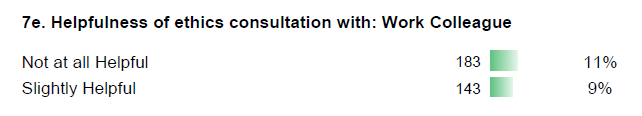 7e. Helpfulness of ethics consultation with: Work Colleague
Not at all Helpful 183 11%
Slightly Helpful 143 9%